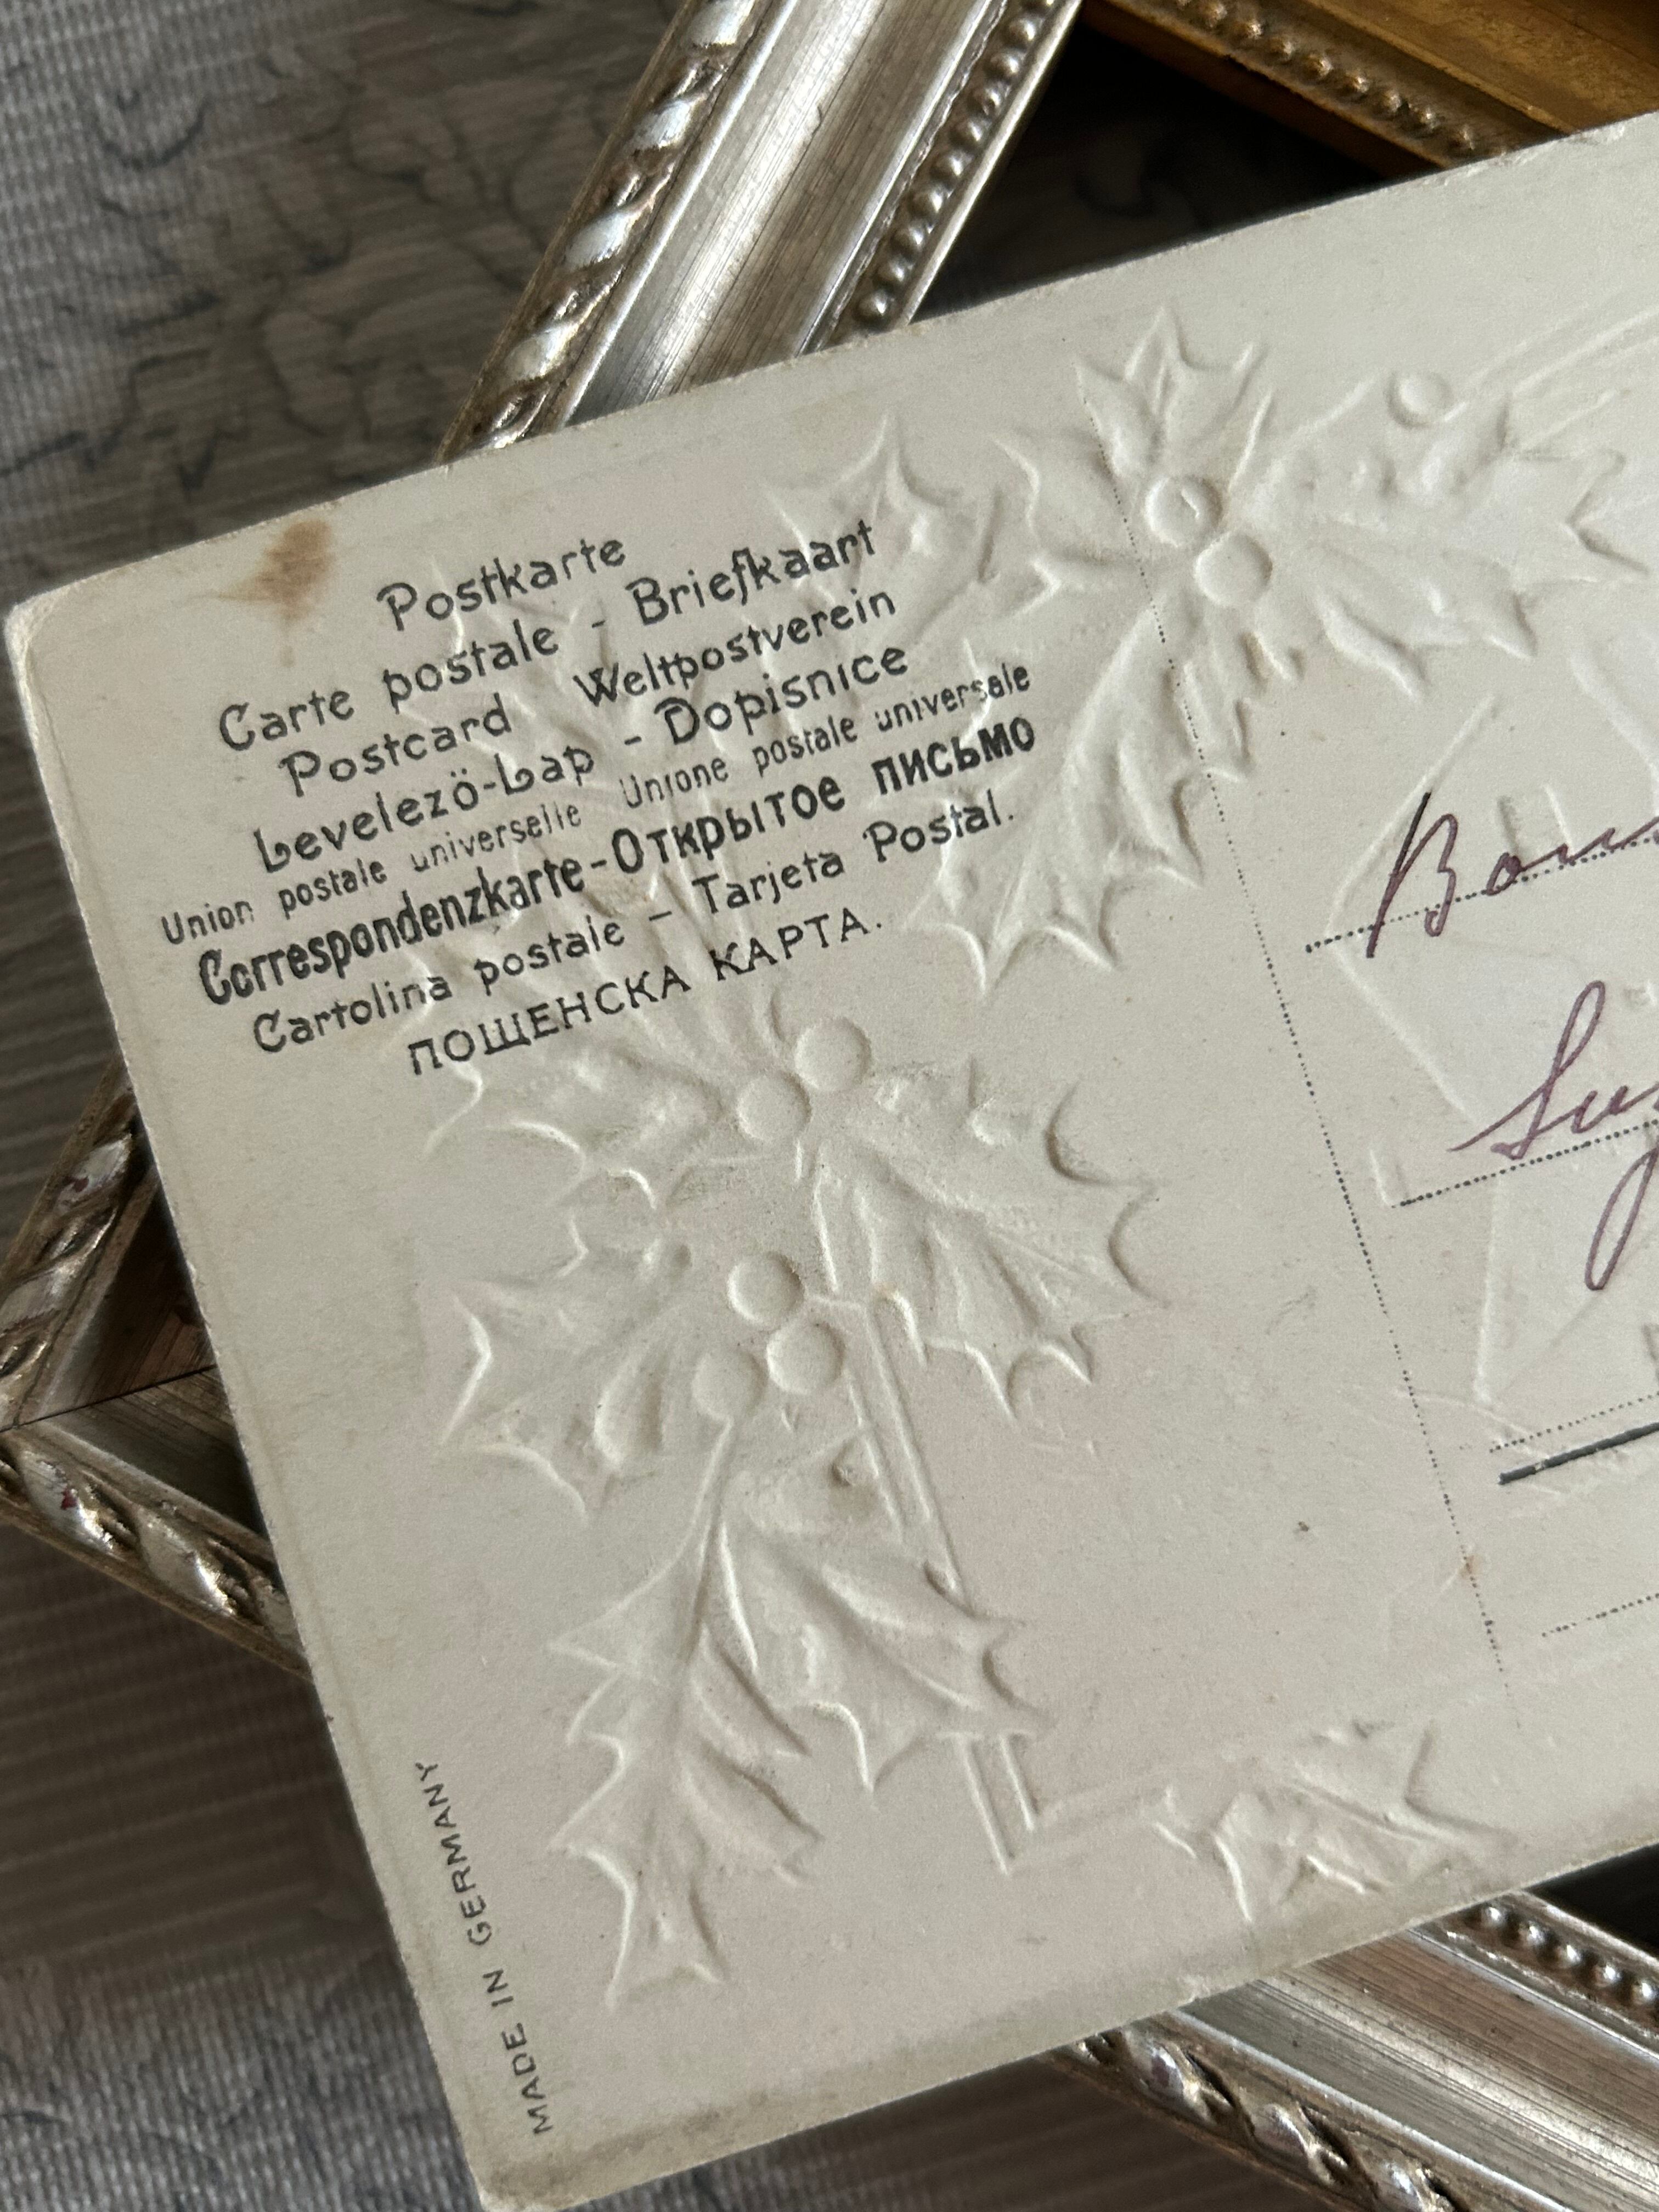 Postkarte
Carte postale - Briefkaart
Postcard Weltpostverein
Levelezö-Lap - Dopisnice
Union postale universelle Unione postale universale
Correspondenzkarte - Открытое письмо
Cartolina postale - Tarjeta Postal.
ПОЩЕНСКА КАРТА.
MADE IN GERMANY